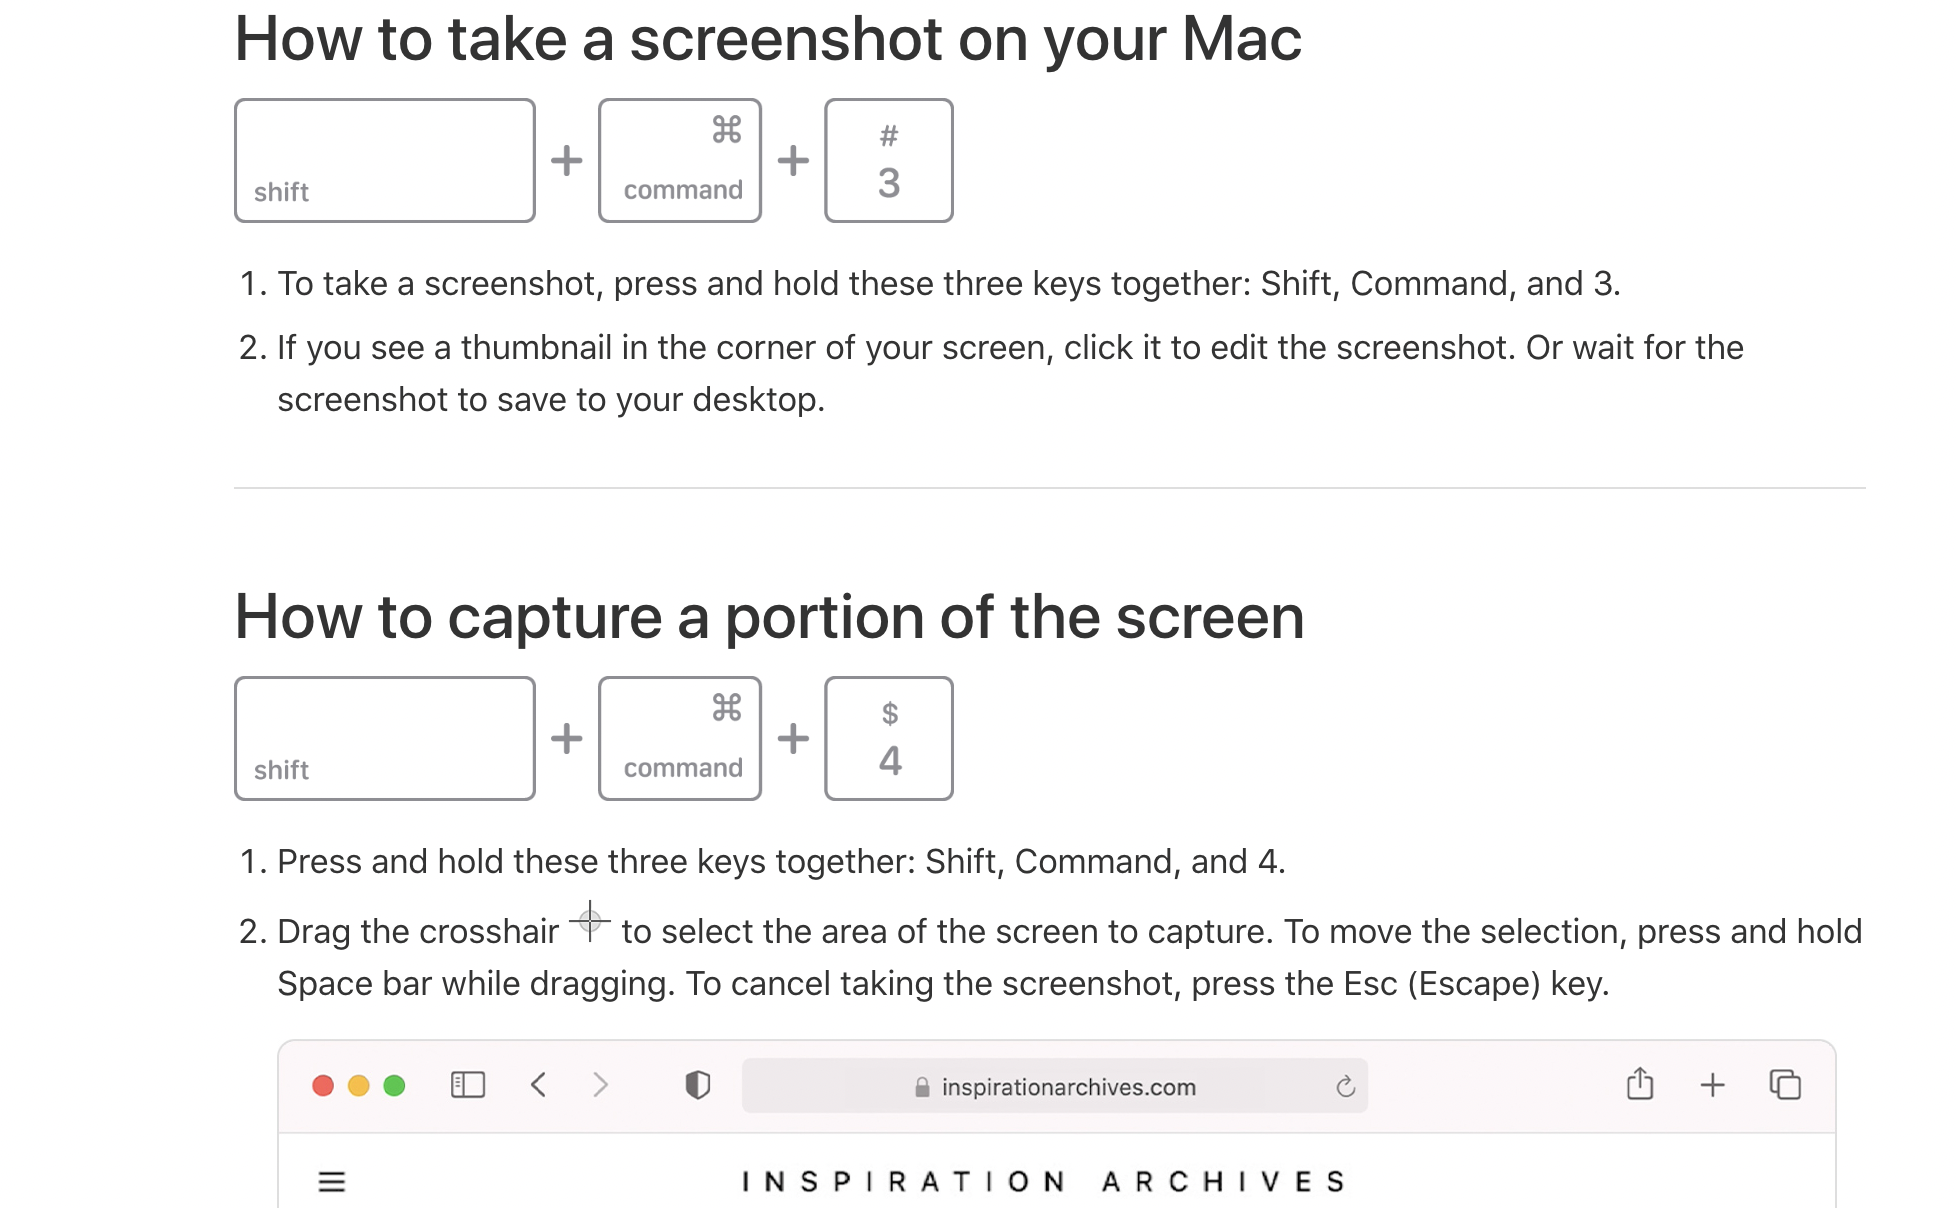 How to take a screenshot on your Mac
shift + ⌘ command + # 3
1. To take a screenshot, press and hold these three keys together: Shift, Command, and 3.
2. If you see a thumbnail in the corner of your screen, click it to edit the screenshot. Or wait for the
screenshot to save to your desktop.
How to capture a portion of the screen
shift + ⌘ command + $ 4
1. Press and hold these three keys together: Shift, Command, and 4.
2. Drag the crosshair to select the area of the screen to capture. To move the selection, press and hold
Space bar while dragging. To cancel taking the screenshot, press the Esc (Escape) key.
inspirationarchives.com
INSPIRATION ARCHIVES